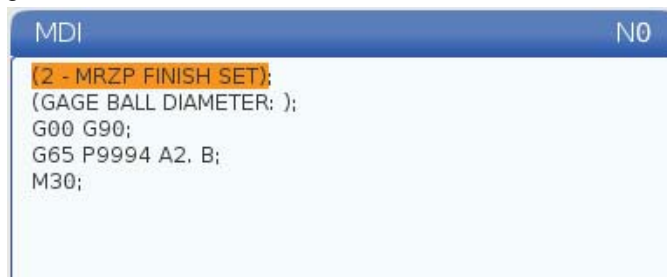 MDI N0
(2 - MRZP FINISH SET);
(GAGE BALL DIAMETER: );
G00 G90;
G65 P9994 A2. B;
M30;